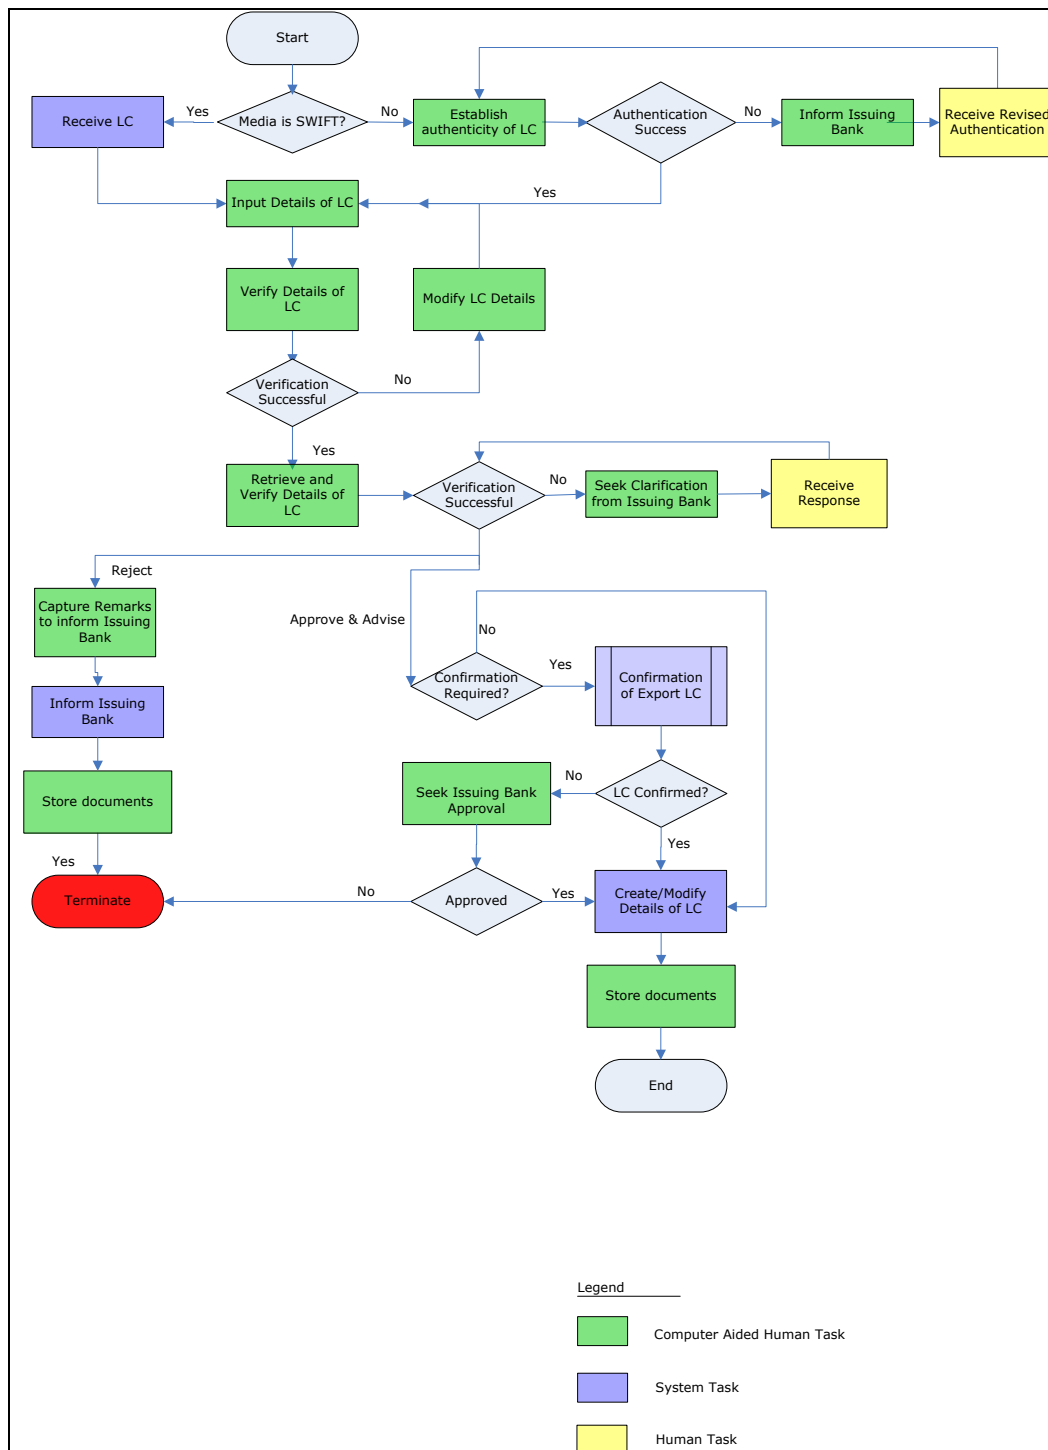 Start
Yes
Receive LC
Media is SWIFT?
No
Establish
authenticity of LC
Authentication
Success
No
Inform Issuing
Bank
Receive Revised
Authentication
Yes
Input Details of LC
Verify Details of
LC
Modify LC Details
Verification
Successful
No
Yes
Retrieve and
Verify Details of
LC
Verification
Successful
No
Seek Clarification
from Issuing Bank
Receive
Response
Reject
Capture Remarks
to inform Issuing
Bank
Approve & Advise
No
Confirmation
Required?
Yes
Confirmation
of Export LC
Inform Issuing
Bank
Store documents
Seek Issuing Bank
Approval
No
LC Confirmed?
Yes
Yes
Terminate
No
Approved
Yes
Create/Modify
Details of LC
Store documents
End
Legend
Computer Aided Human Task
System Task
Human Task